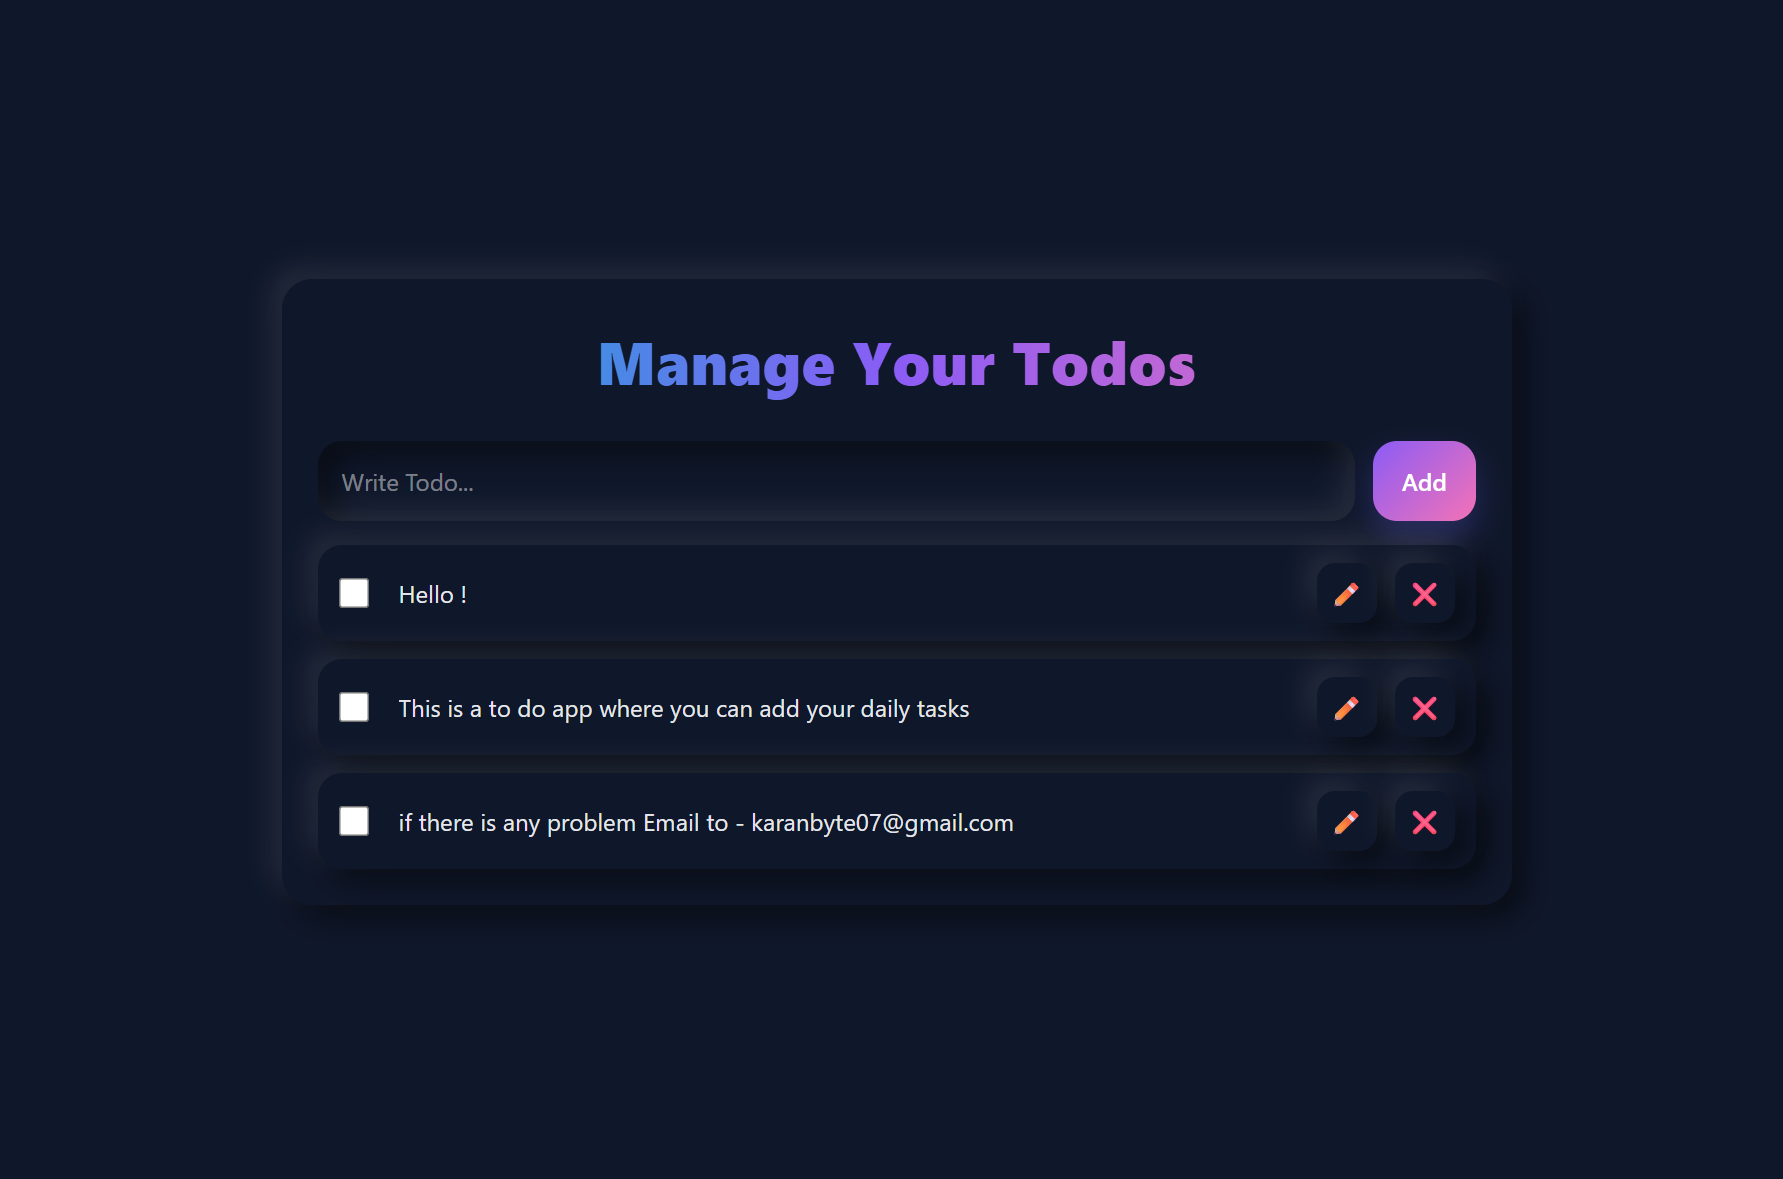 Manage Your Todos
Write Todo...
Add
Hello !
This is a to do app where you can add your daily tasks
if there is any problem Email to - karanbyte07@gmail.com